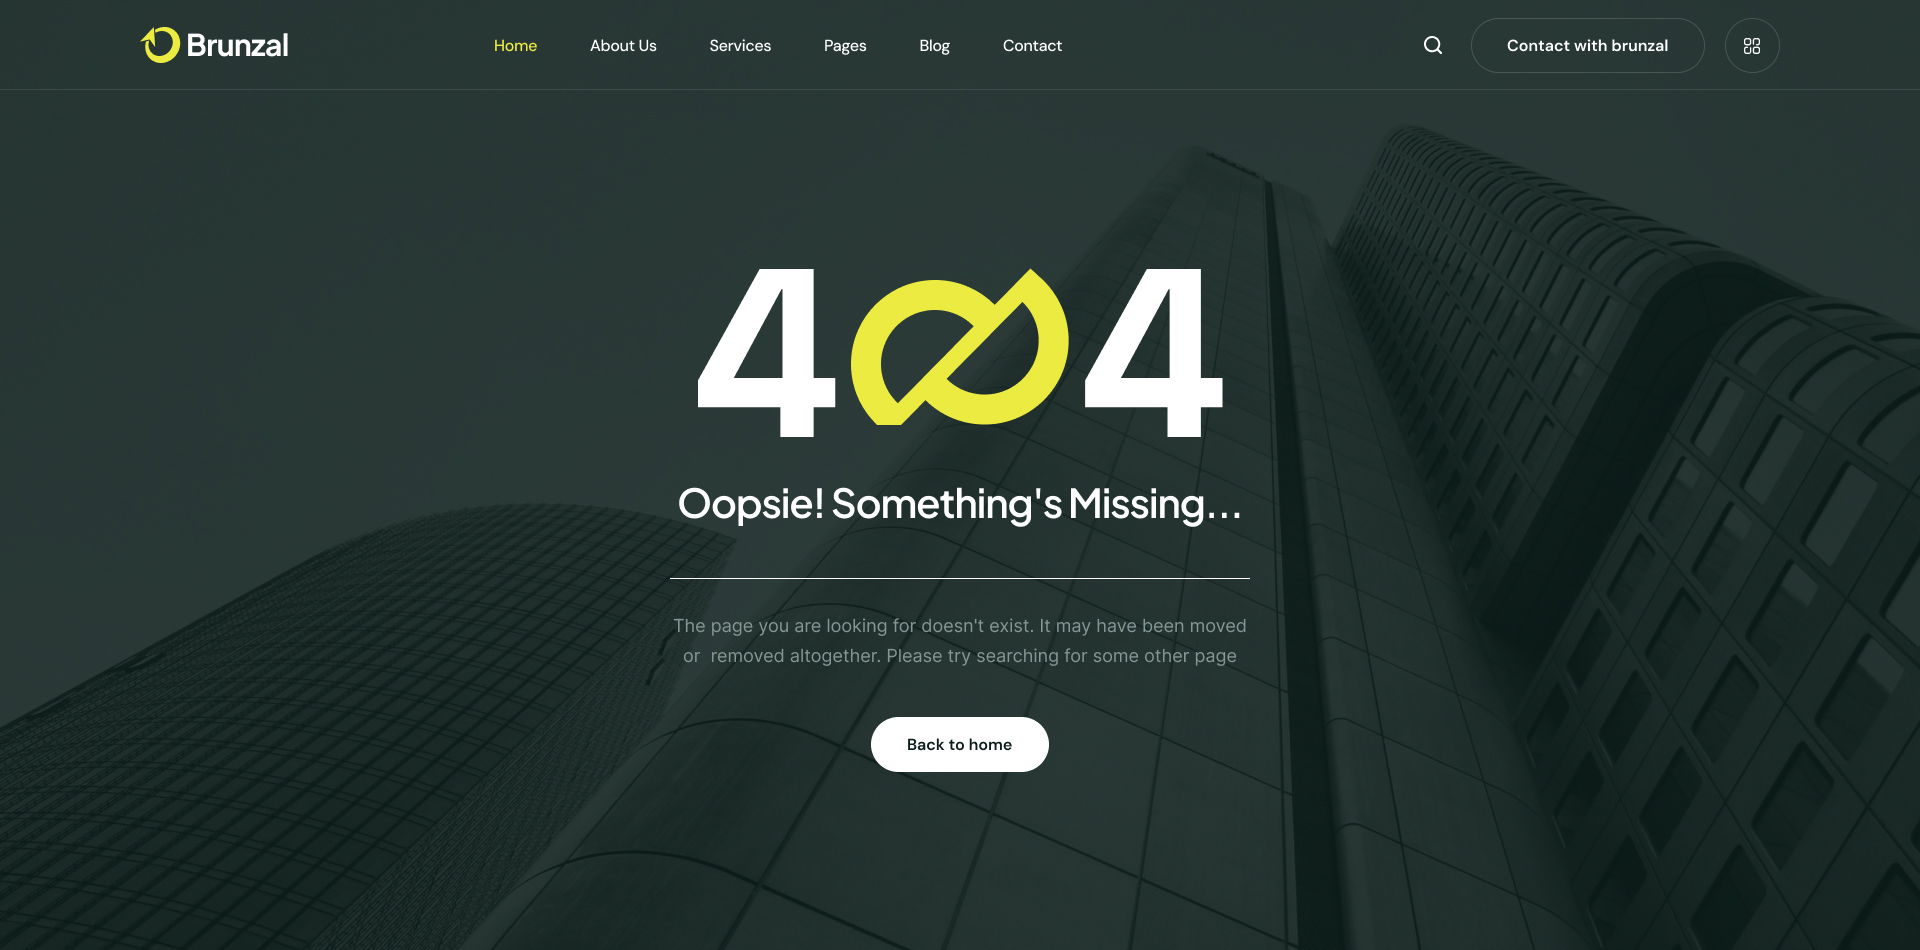 Brunzal
Home About Us Services Pages Blog Contact
Contact with brunzal
404
Oopsie! Something's Missing...
The page you are looking for doesn't exist. It may have been moved
or removed altogether. Please try searching for some other page
Back to home